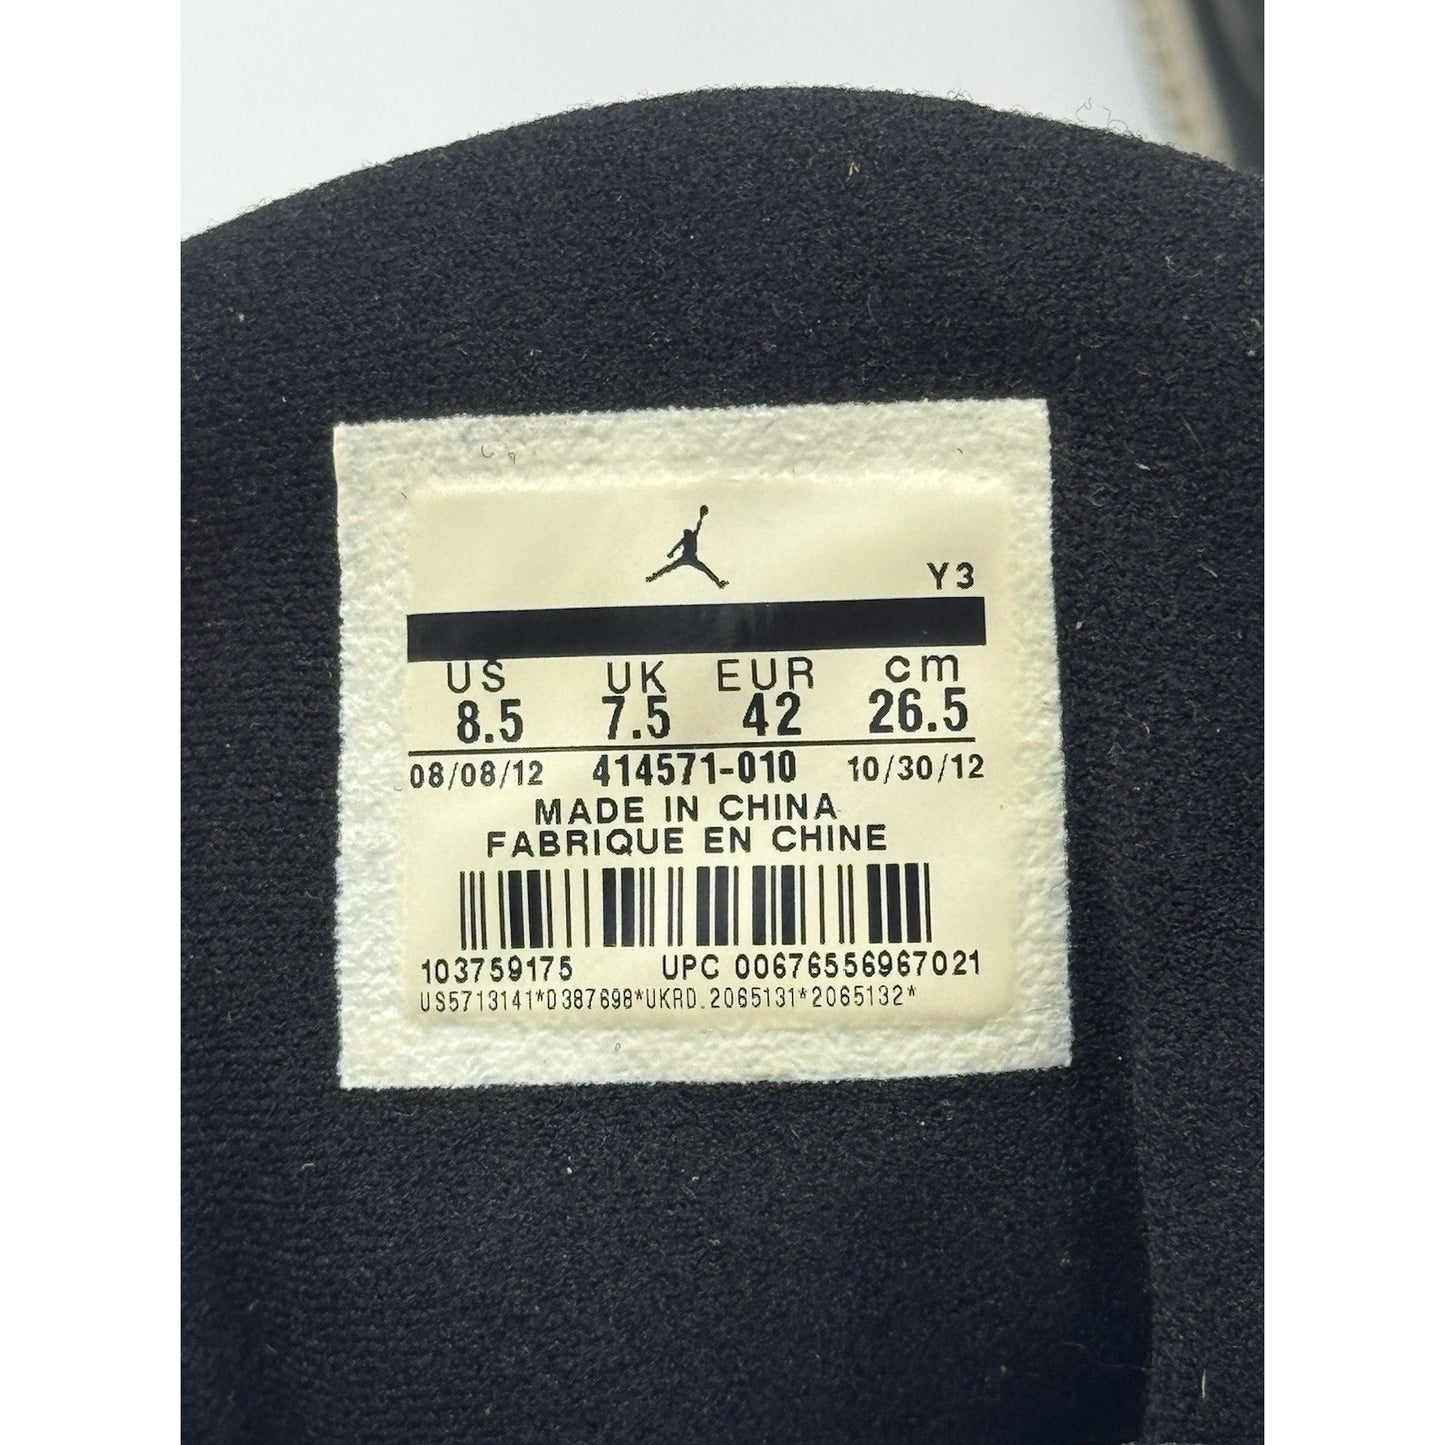 Y3
US UK EUR cm
8.5 7.5 42 26.5
08/08/12 414571-010 10/30/12
MADE IN CHINA
FABRIQUE EN CHINE
103759175 UPC 00676556967021
US5713141*D387698*UKRD.2065131*2065132*